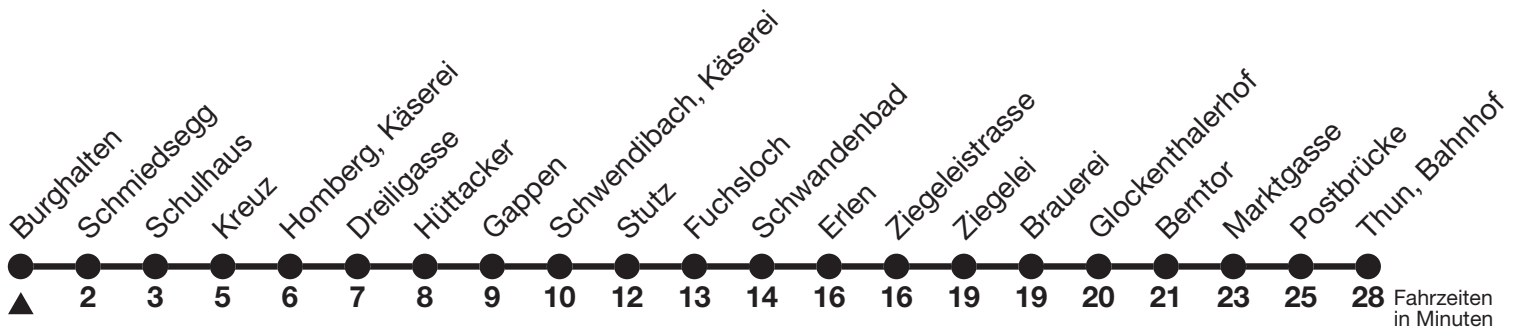 Burghalten
Schmiedsegg
Schulhaus
Kreuz
Homberg, Käserei
Dreiligasse
Hüttacker
Gappen
Schwendibach, Käserei
Stutz
Fuchsloch
Schwandenbad
Erlen
Ziegeleistrasse
Ziegelei
Brauerei
Glockenthalerhof
Berntor
Marktgasse
Postbrücke
Thun, Bahnhof
2 3 5 6 7 8 9 10 12 13 14 16 16 19 19 20 21 23 25 28 Fahrzeiten
in Minuten